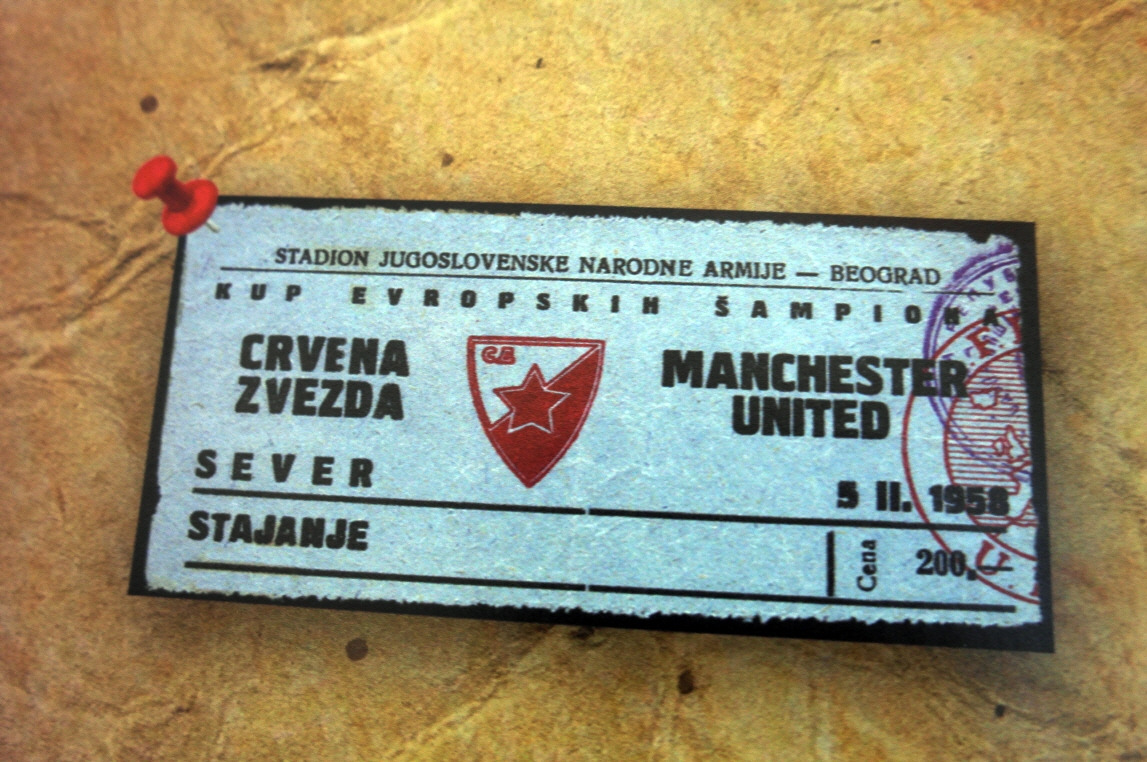 STADION JUGOSLOVENSKE NARODNE ARMIJE — BEOGRAD
KUP EVROPSKIH ŠAMPIONA
CRVENA
ZVEZDA
MANCHESTER
UNITED
SEVER
5 II. 1958
STAJANJE
Cena
200,—